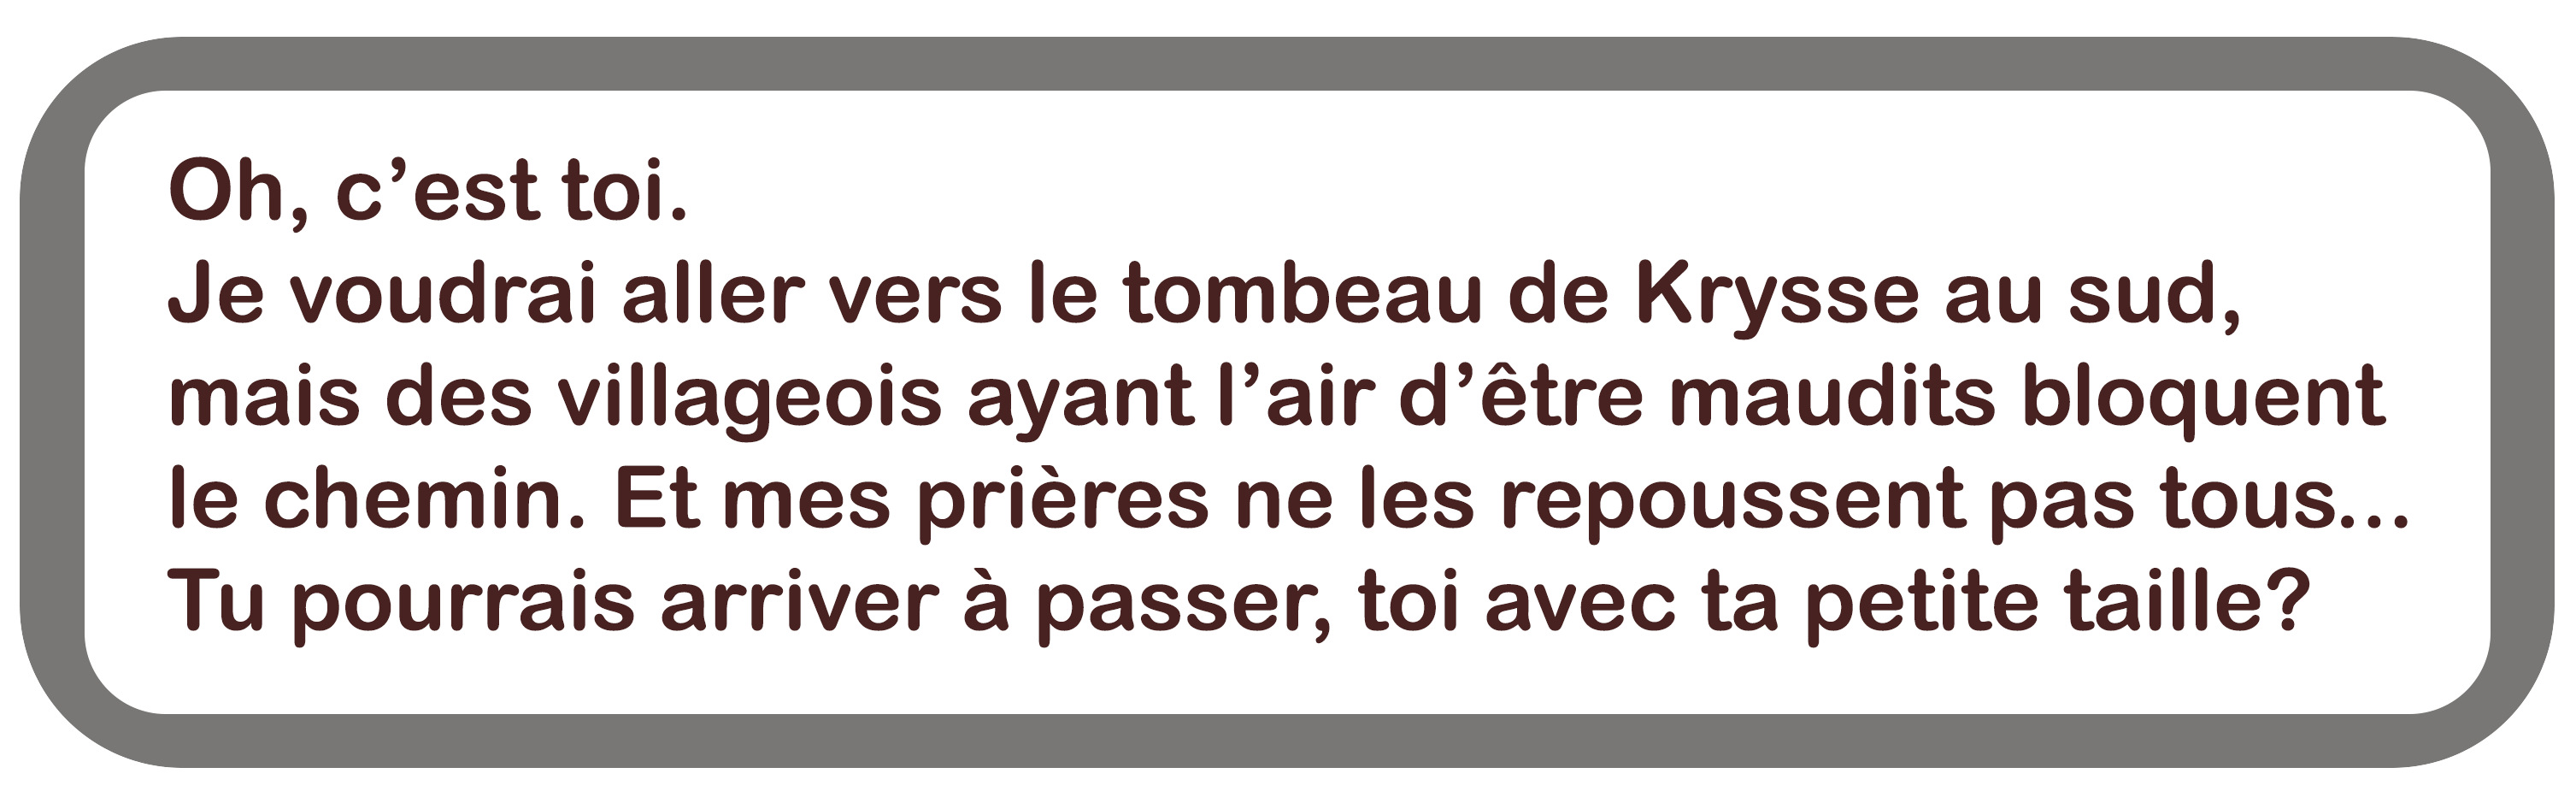 Oh, c’est toi.
Je voudrai aller vers le tombeau de Krysse au sud,
mais des villageois ayant l’air d’être maudits bloquent
le chemin. Et mes prières ne les repoussent pas tous...
Tu pourrais arriver à passer, toi avec ta petite taille?